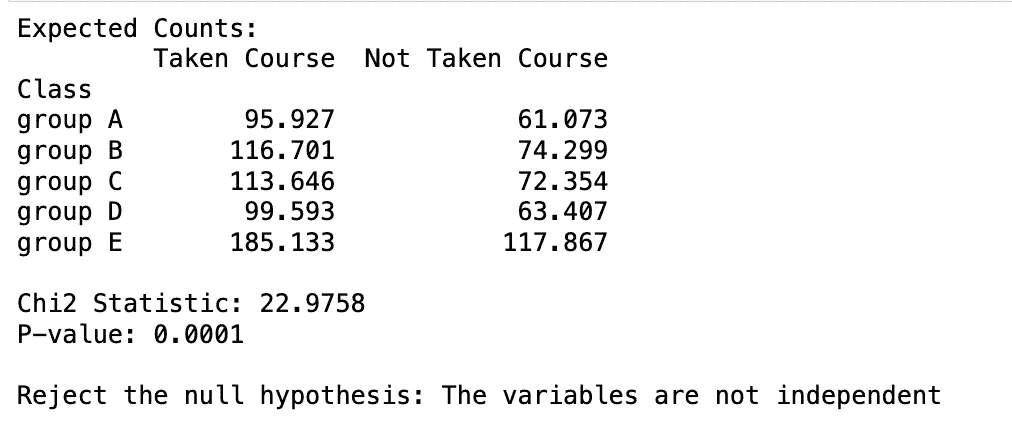 Expected Counts:
Taken Course  Not Taken Course
Class
group A  95.927  61.073
group B  116.701  74.299
group C  113.646  72.354
group D  99.593  63.407
group E  185.133  117.867
Chi2 Statistic: 22.9758
P-value: 0.0001
Reject the null hypothesis: The variables are not independent